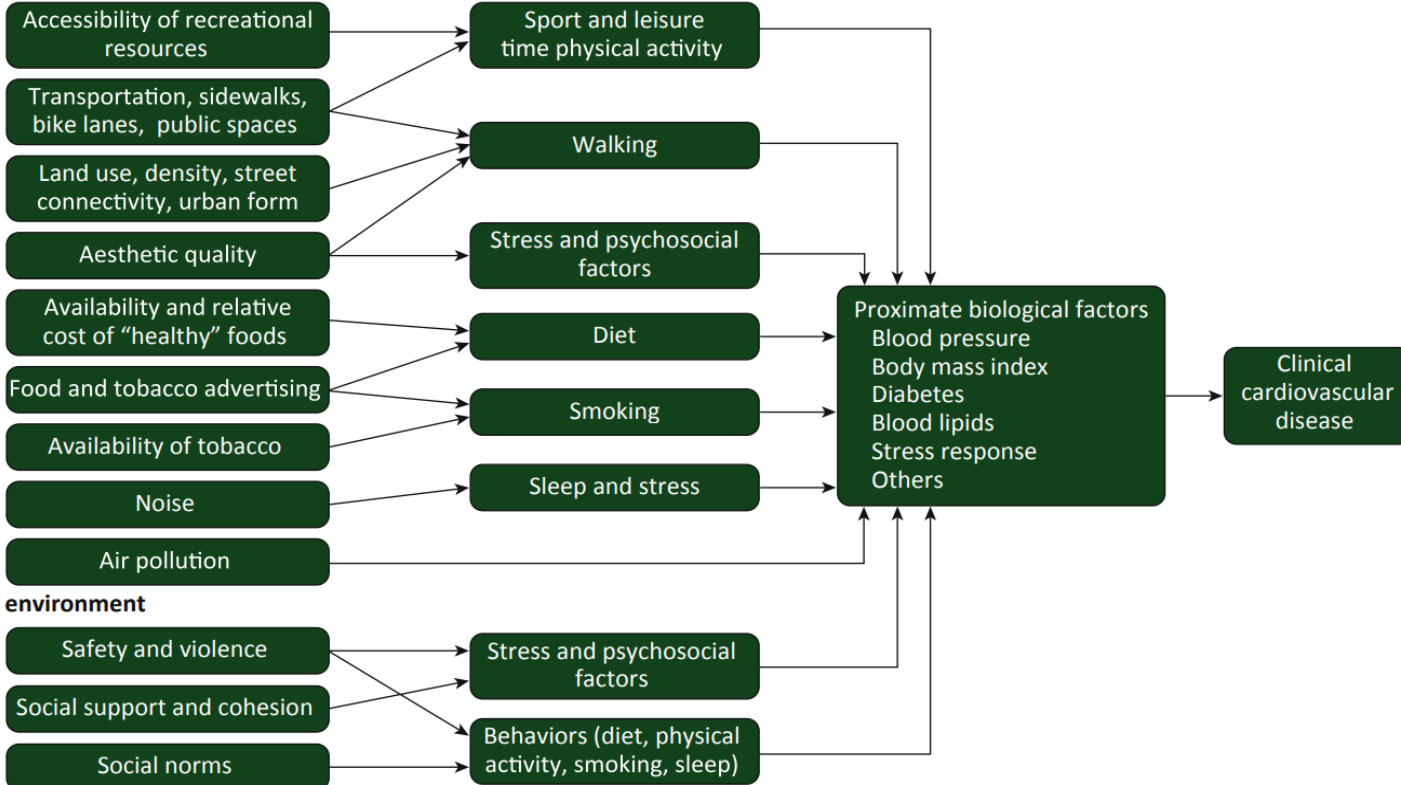 Accessibility of recreational
resources
Transportation, sidewalks,
bike lanes, public spaces
Land use, density, street
connectivity, urban form
Aesthetic quality
Availability and relative
cost of “healthy” foods
Food and tobacco advertising
Availability of tobacco
Noise
Air pollution
environment
Safety and violence
Social support and cohesion
Social norms
Sport and leisure
time physical activity
Walking
Stress and psychosocial
factors
Diet
Smoking
Sleep and stress
Stress and psychosocial
factors
Behaviors (diet, physical
activity, smoking, sleep)
Proximate biological factors
Blood pressure
Body mass index
Diabetes
Blood lipids
Stress response
Others
Clinical
cardiovascular
disease